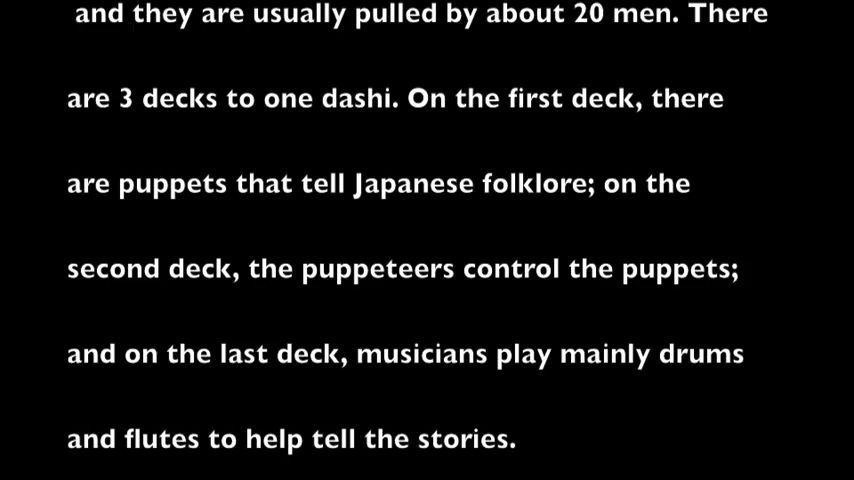 and they are usually pulled by about 20 men. There
are 3 decks to one dashi. On the first deck, there
are puppets that tell Japanese folklore; on the
second deck, the puppeteers control the puppets;
and on the last deck, musicians play mainly drums
and flutes to help tell the stories.